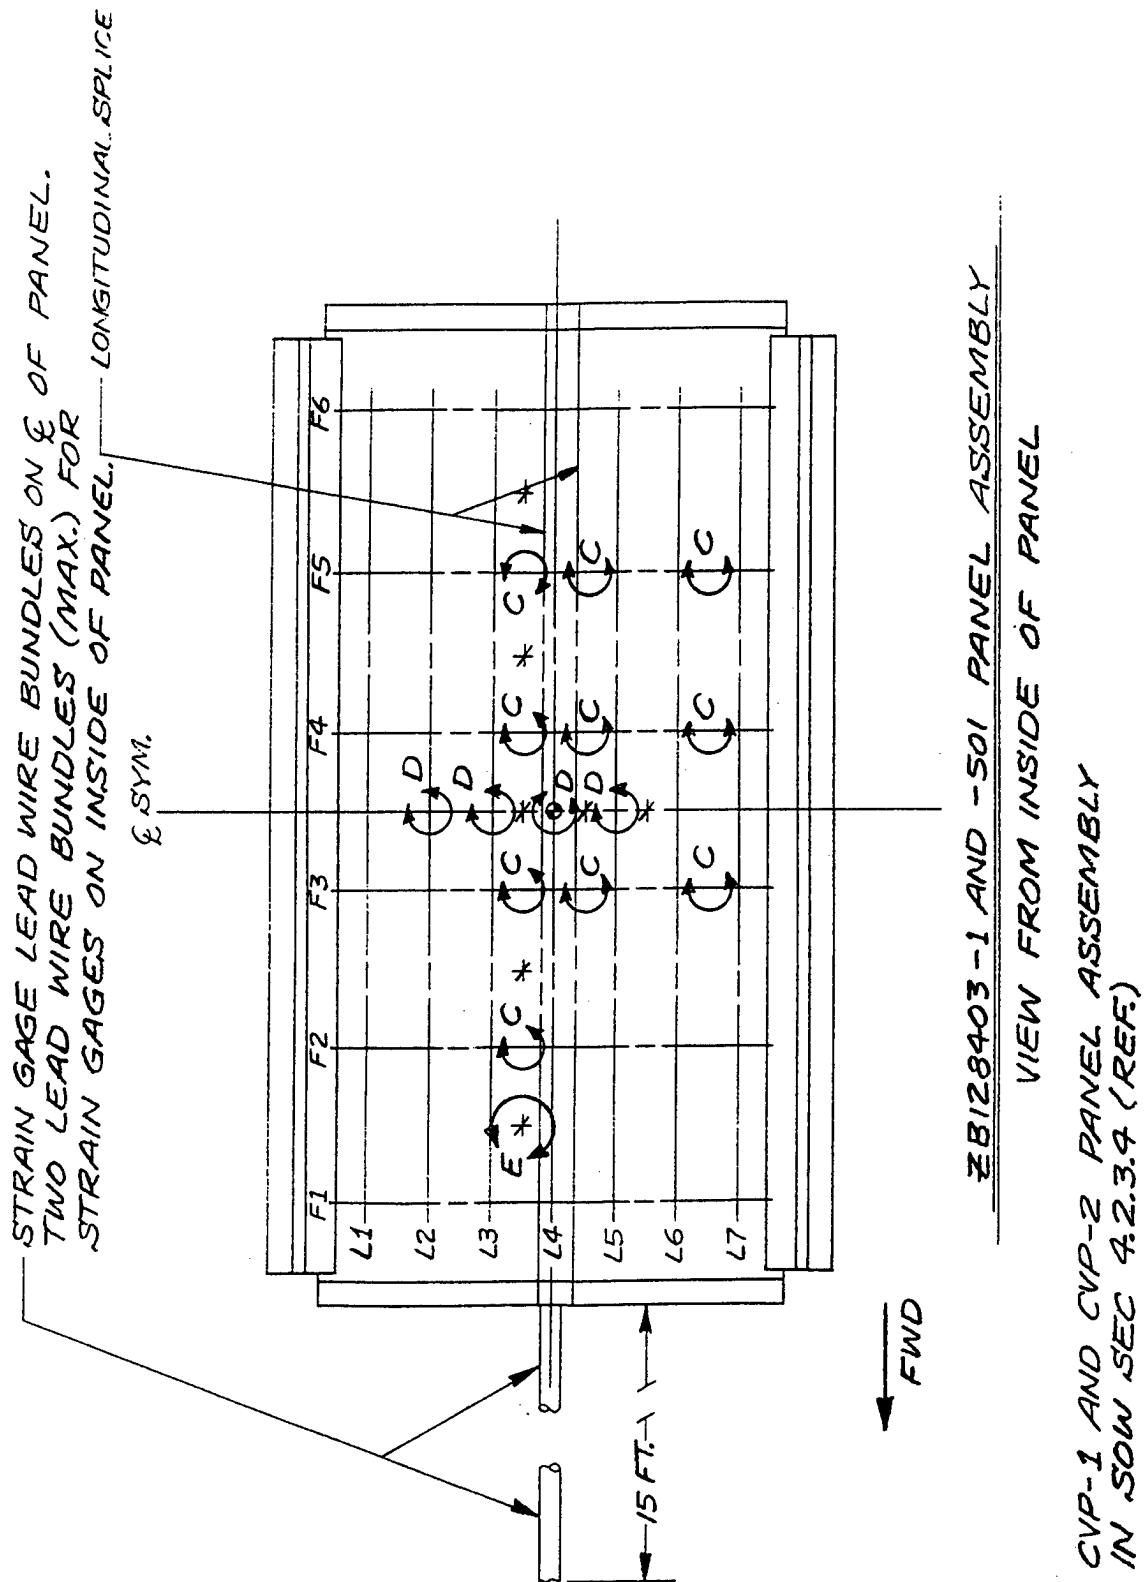 STRAIN GAGE LEAD WIRE BUNDLES ON ℄ OF PANEL.
TWO LEAD WIRE BUNDLES (MAX.) FOR
STRAIN GAGES ON INSIDE OF PANEL.
LONGITUDINAL SPLICE
℄ SYM.
F1 F2 F3 F4 F5 F6
L1
L2
L3
L4
L5
L6
L7
D
D
D
D
E
C
C
C
C
C
C
C
C
C
C
15 FT.
FWD
ZB128403-1 AND -501 PANEL ASSEMBLY
VIEW FROM INSIDE OF PANEL
CVP-1 AND CVP-2 PANEL ASSEMBLY
IN SOW SEC 4.2.3.4 (REF.)